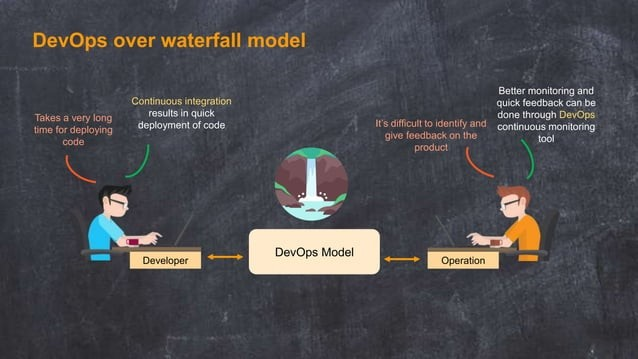 DevOps over waterfall model
Takes a very long
time for deploying
code
Continuous integration
results in quick
deployment of code
It's difficult to identify and
give feedback on the
product
Better monitoring and
quick feedback can be
done through DevOps
continuous monitoring
tool
Developer
DevOps Model
Operation